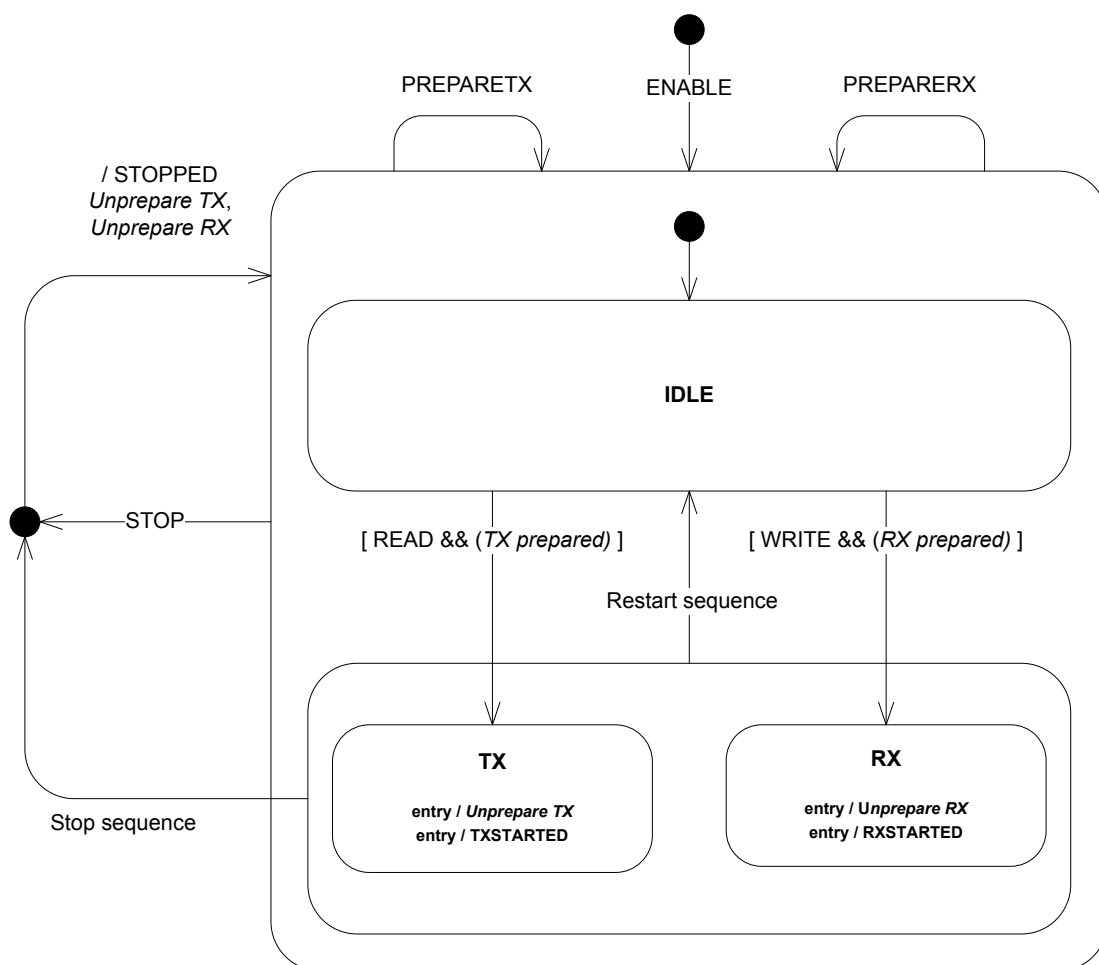 PREPARETX
ENABLE
PREPARERX
/ STOPPED
Unprepare TX,
Unprepare RX
IDLE
STOP
[ READ && (TX prepared) ]
[ WRITE && (RX prepared) ]
Restart sequence
TX
entry / Unprepare TX
entry / TXSTARTED
RX
entry / Unprepare RX
entry / RXSTARTED
Stop sequence